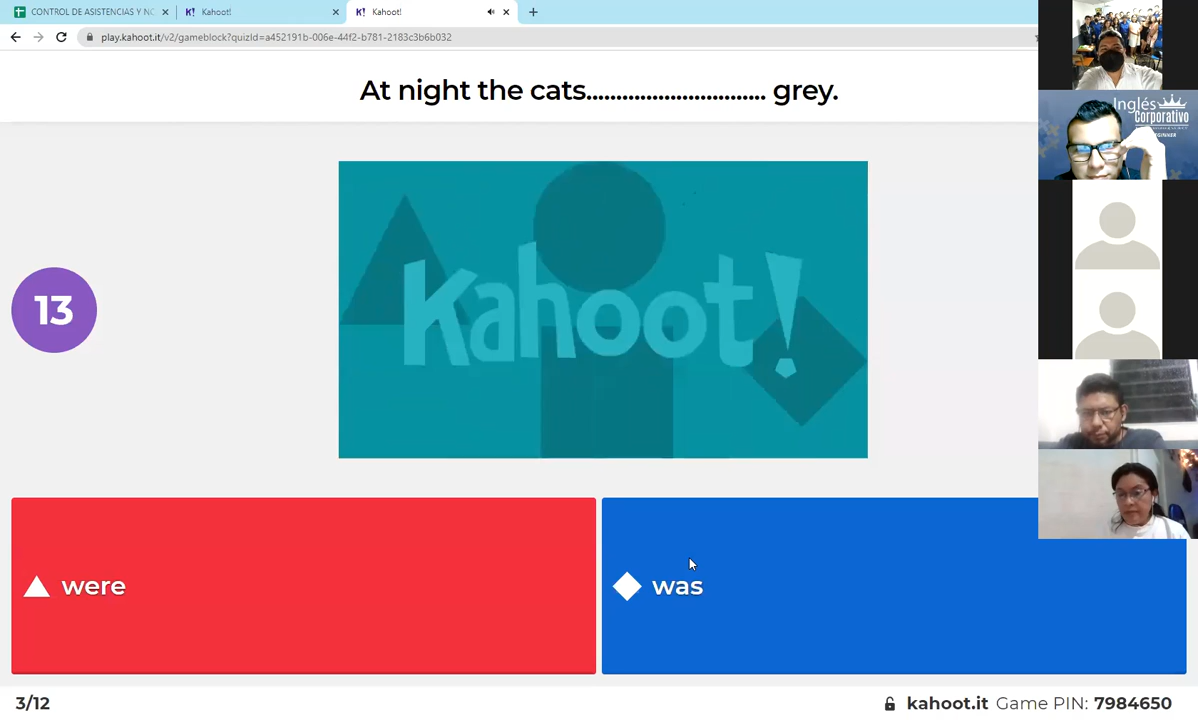 CONTROL DE ASISTENCIAS Y NO
Kahoot!
Kahoot!
play.kahoot.it/v2/gameblock?quizId=a452191b-006e-44f2-b781-2183c3b6b032
At night the cats.............................. grey.
Inglés
Corporativo
13
Kahoot!
were
was
3/12
kahoot.it Game PIN: 7984650